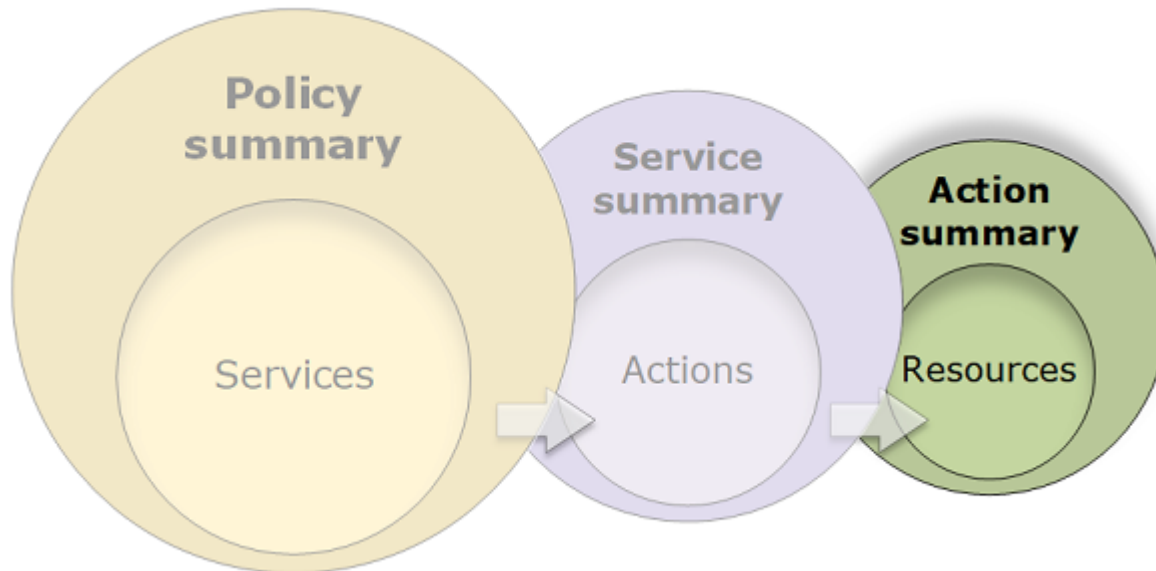 Policy
summary
Services
Service
summary
Actions
Action
summary
Resources